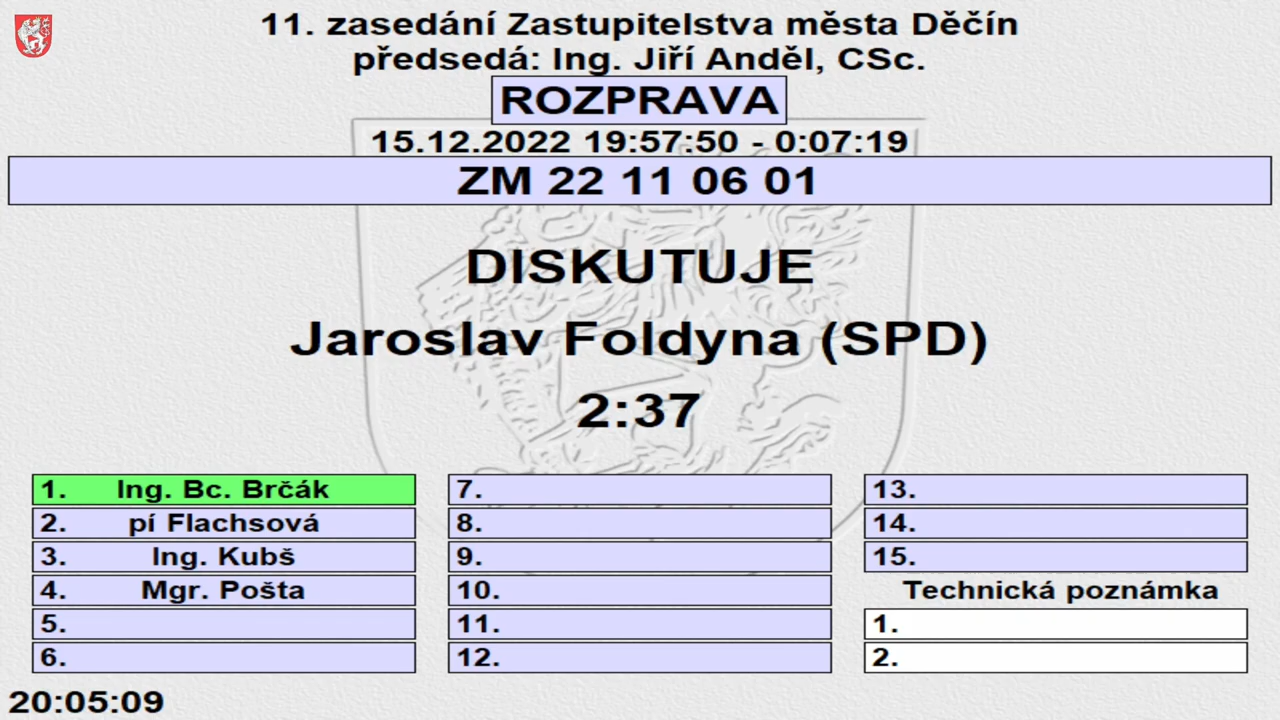 11. zasedání Zastupitelstva města Děčín
předsedá: Ing. Jiří Anděl, CSc.
ROZPRAVA
15.12.2022 19:57:50 - 0:07:19
ZM 22 11 06 01
DISKUTUJE
Jaroslav Foldyna (SPD)
2:37
1. Ing. Bc. Brčák
2. pí Flachsová
3. Ing. Kubš
4. Mgr. Pošta
5.
6.
7.
8.
9.
10.
11.
12.
13.
14.
15.
Technická poznámka
1.
2.
20:05:09